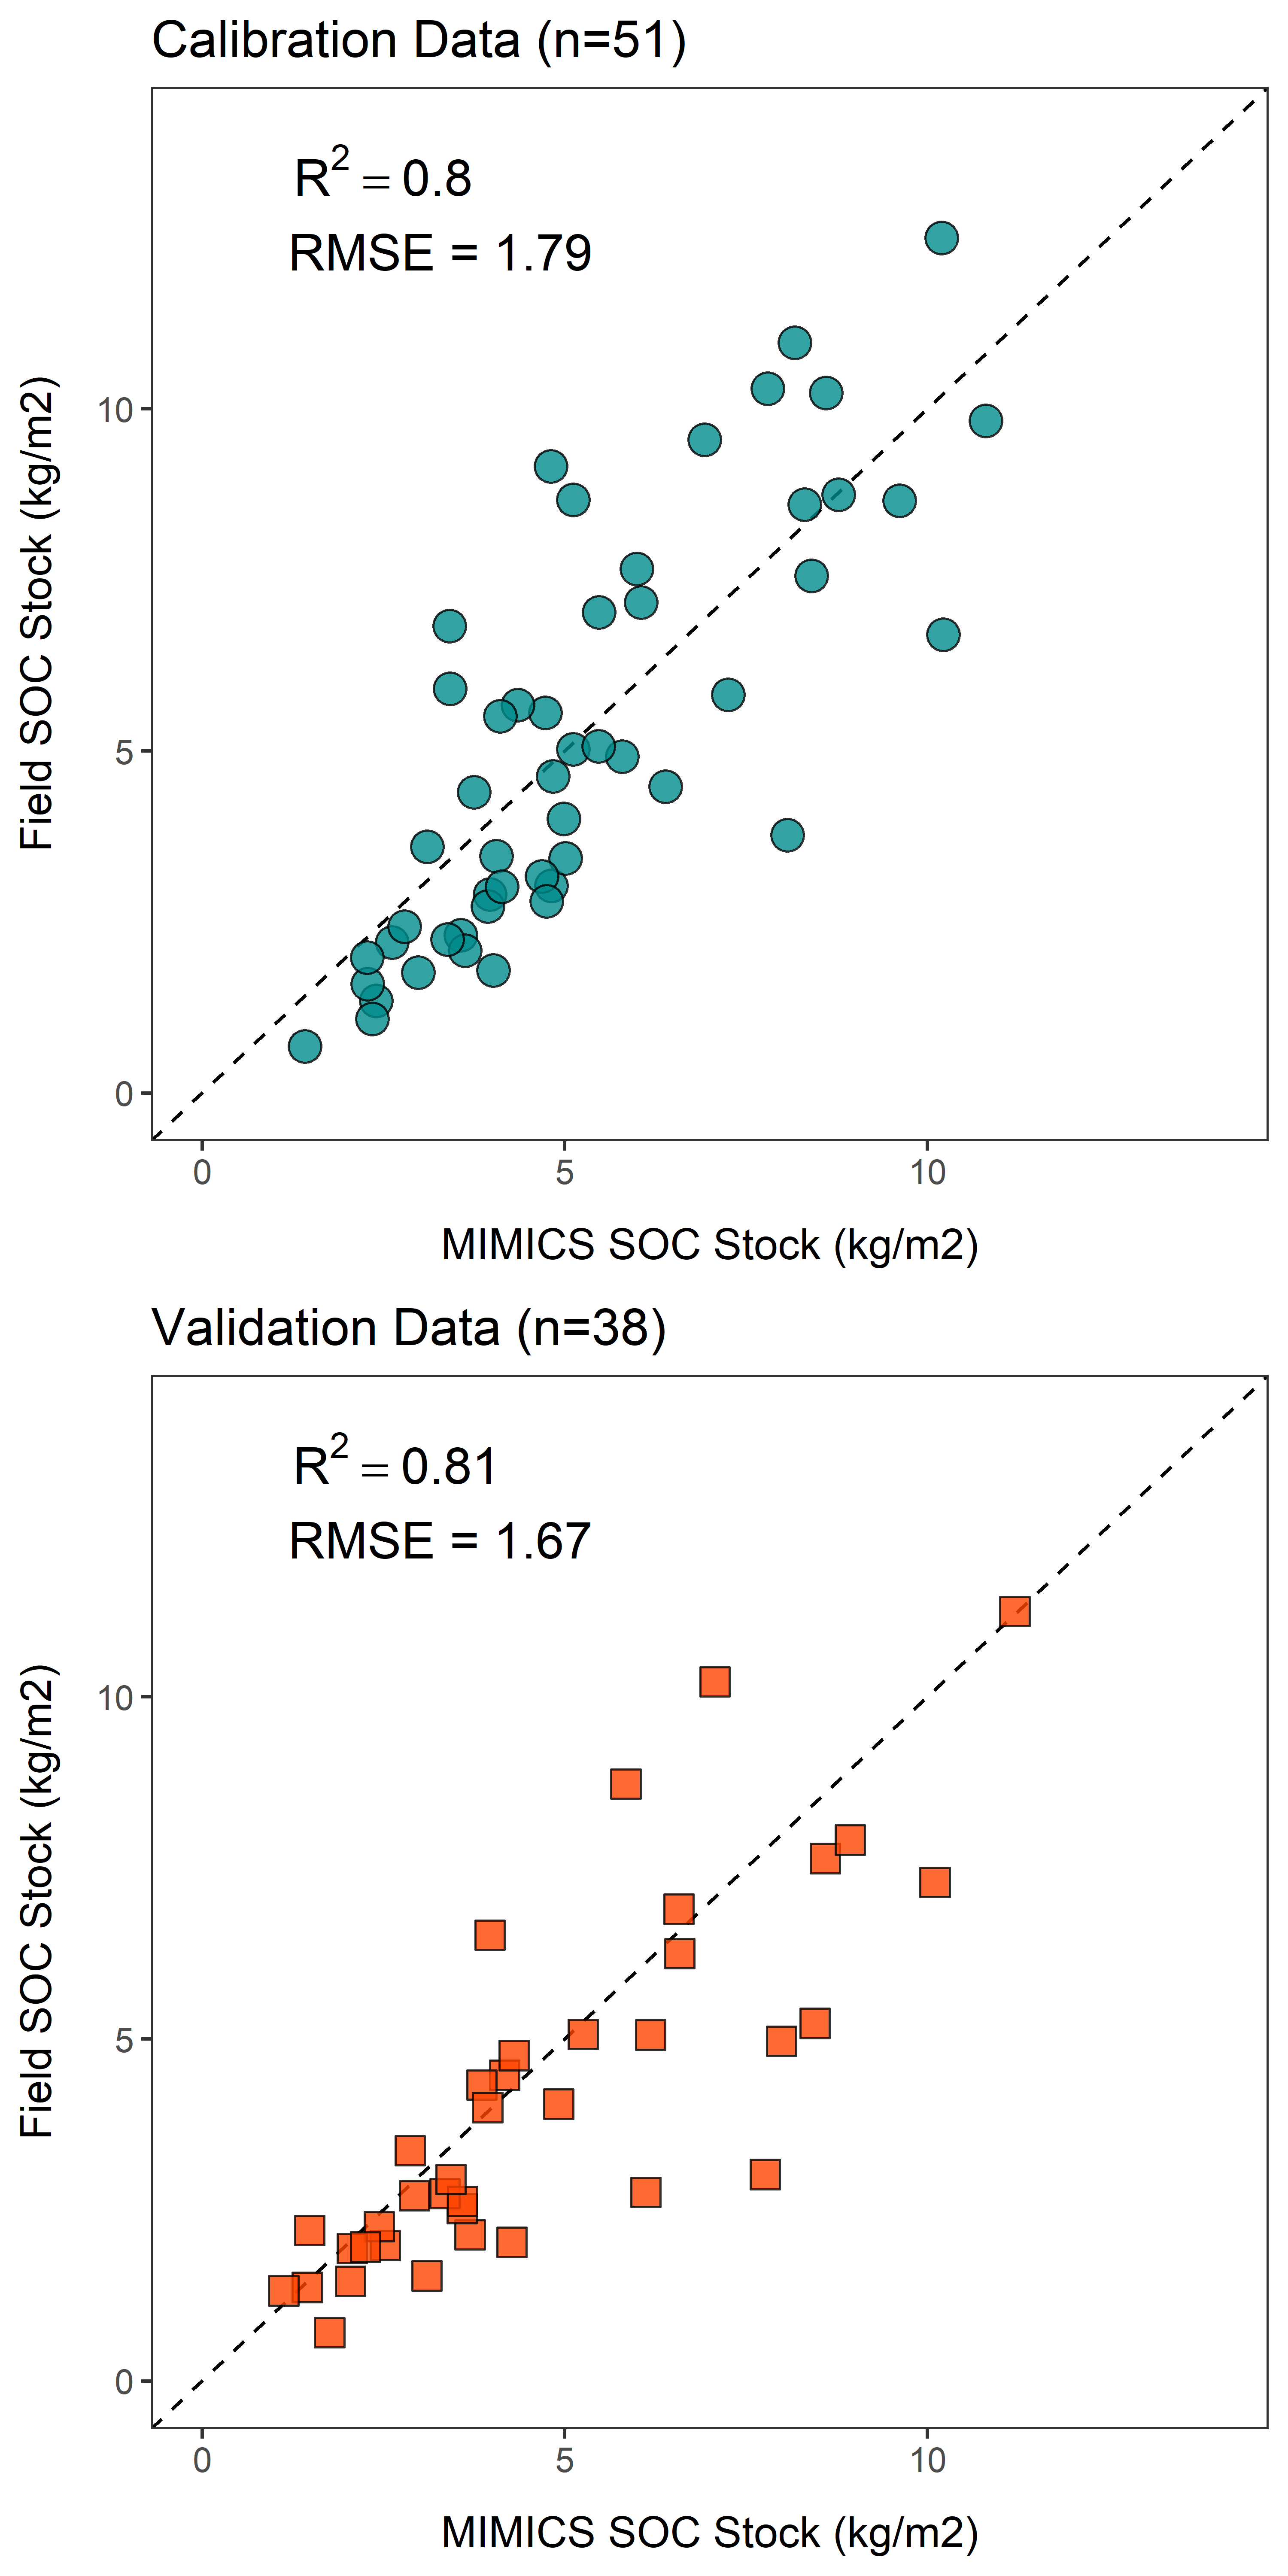 Calibration Data (n=51)
R² = 0.8
RMSE = 1.79
Field SOC Stock (kg/m2)
10
5
0
0 5 10
MIMICS SOC Stock (kg/m2)
Validation Data (n=38)
R² = 0.81
RMSE = 1.67
Field SOC Stock (kg/m2)
10
5
0
0 5 10
MIMICS SOC Stock (kg/m2)